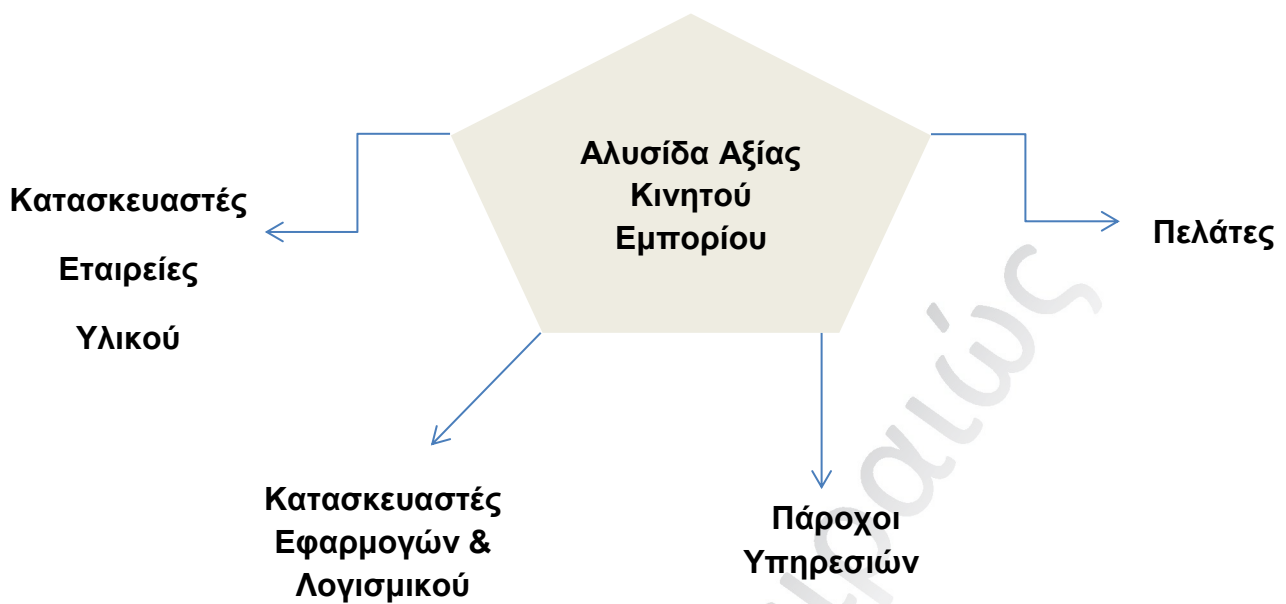 Αλυσίδα Αξίας
Κινητού
Εμπορίου
Κατασκευαστές
Εταιρείες
Υλικού
Πελάτες
Κατασκευαστές
Εφαρμογών &
Λογισμικού
Πάροχοι
Υπηρεσιών